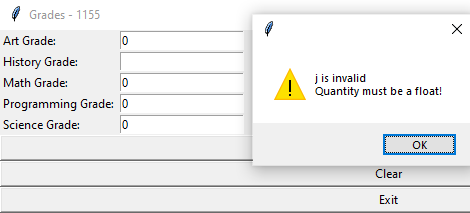 Grades - 1155
Art Grade: 0
History Grade:
Math Grade: 0
Programming Grade: 0
Science Grade: 0
Clear
Exit
j is invalid
Quantity must be a float!
OK